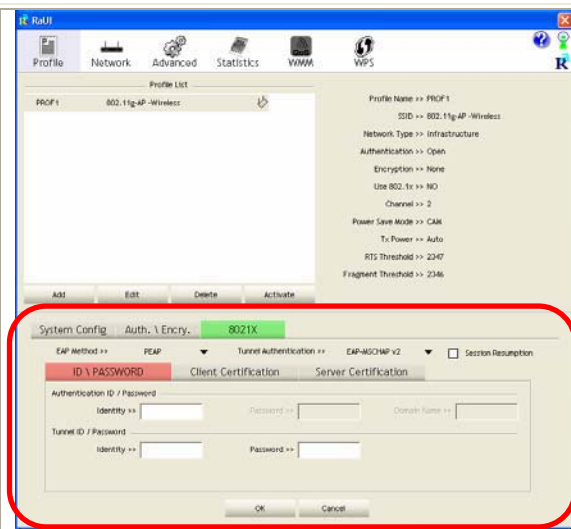 RaUI
Profile Network Advanced Statistics WMM WPS
Profile List
PROF1 802.11g-AP -Wireless
Profile Name >> PROF1
SSID >> 802.11g-AP -Wireless
Network Type >> Infrastructure
Authentication >> Open
Encryption >> None
Use 802.1x >> NO
Channel >> 2
Power Save Mode >> CAM
Tx Power >> Auto
RTS Threshold >> 2347
Fragment Threshold >> 2346
Add Edit Delete Activate
System Config Auth. \ Encry. 8021X
EAP Method >> PEAP Tunnel Authentication >> EAP-MSCHAP v2 Session Resumption
ID \ PASSWORD Client Certification Server Certification
Authentication ID / Password
Identity >> Password >> Domain Name >>
Tunnel ID / Password
Identity >> Password >>
OK Cancel